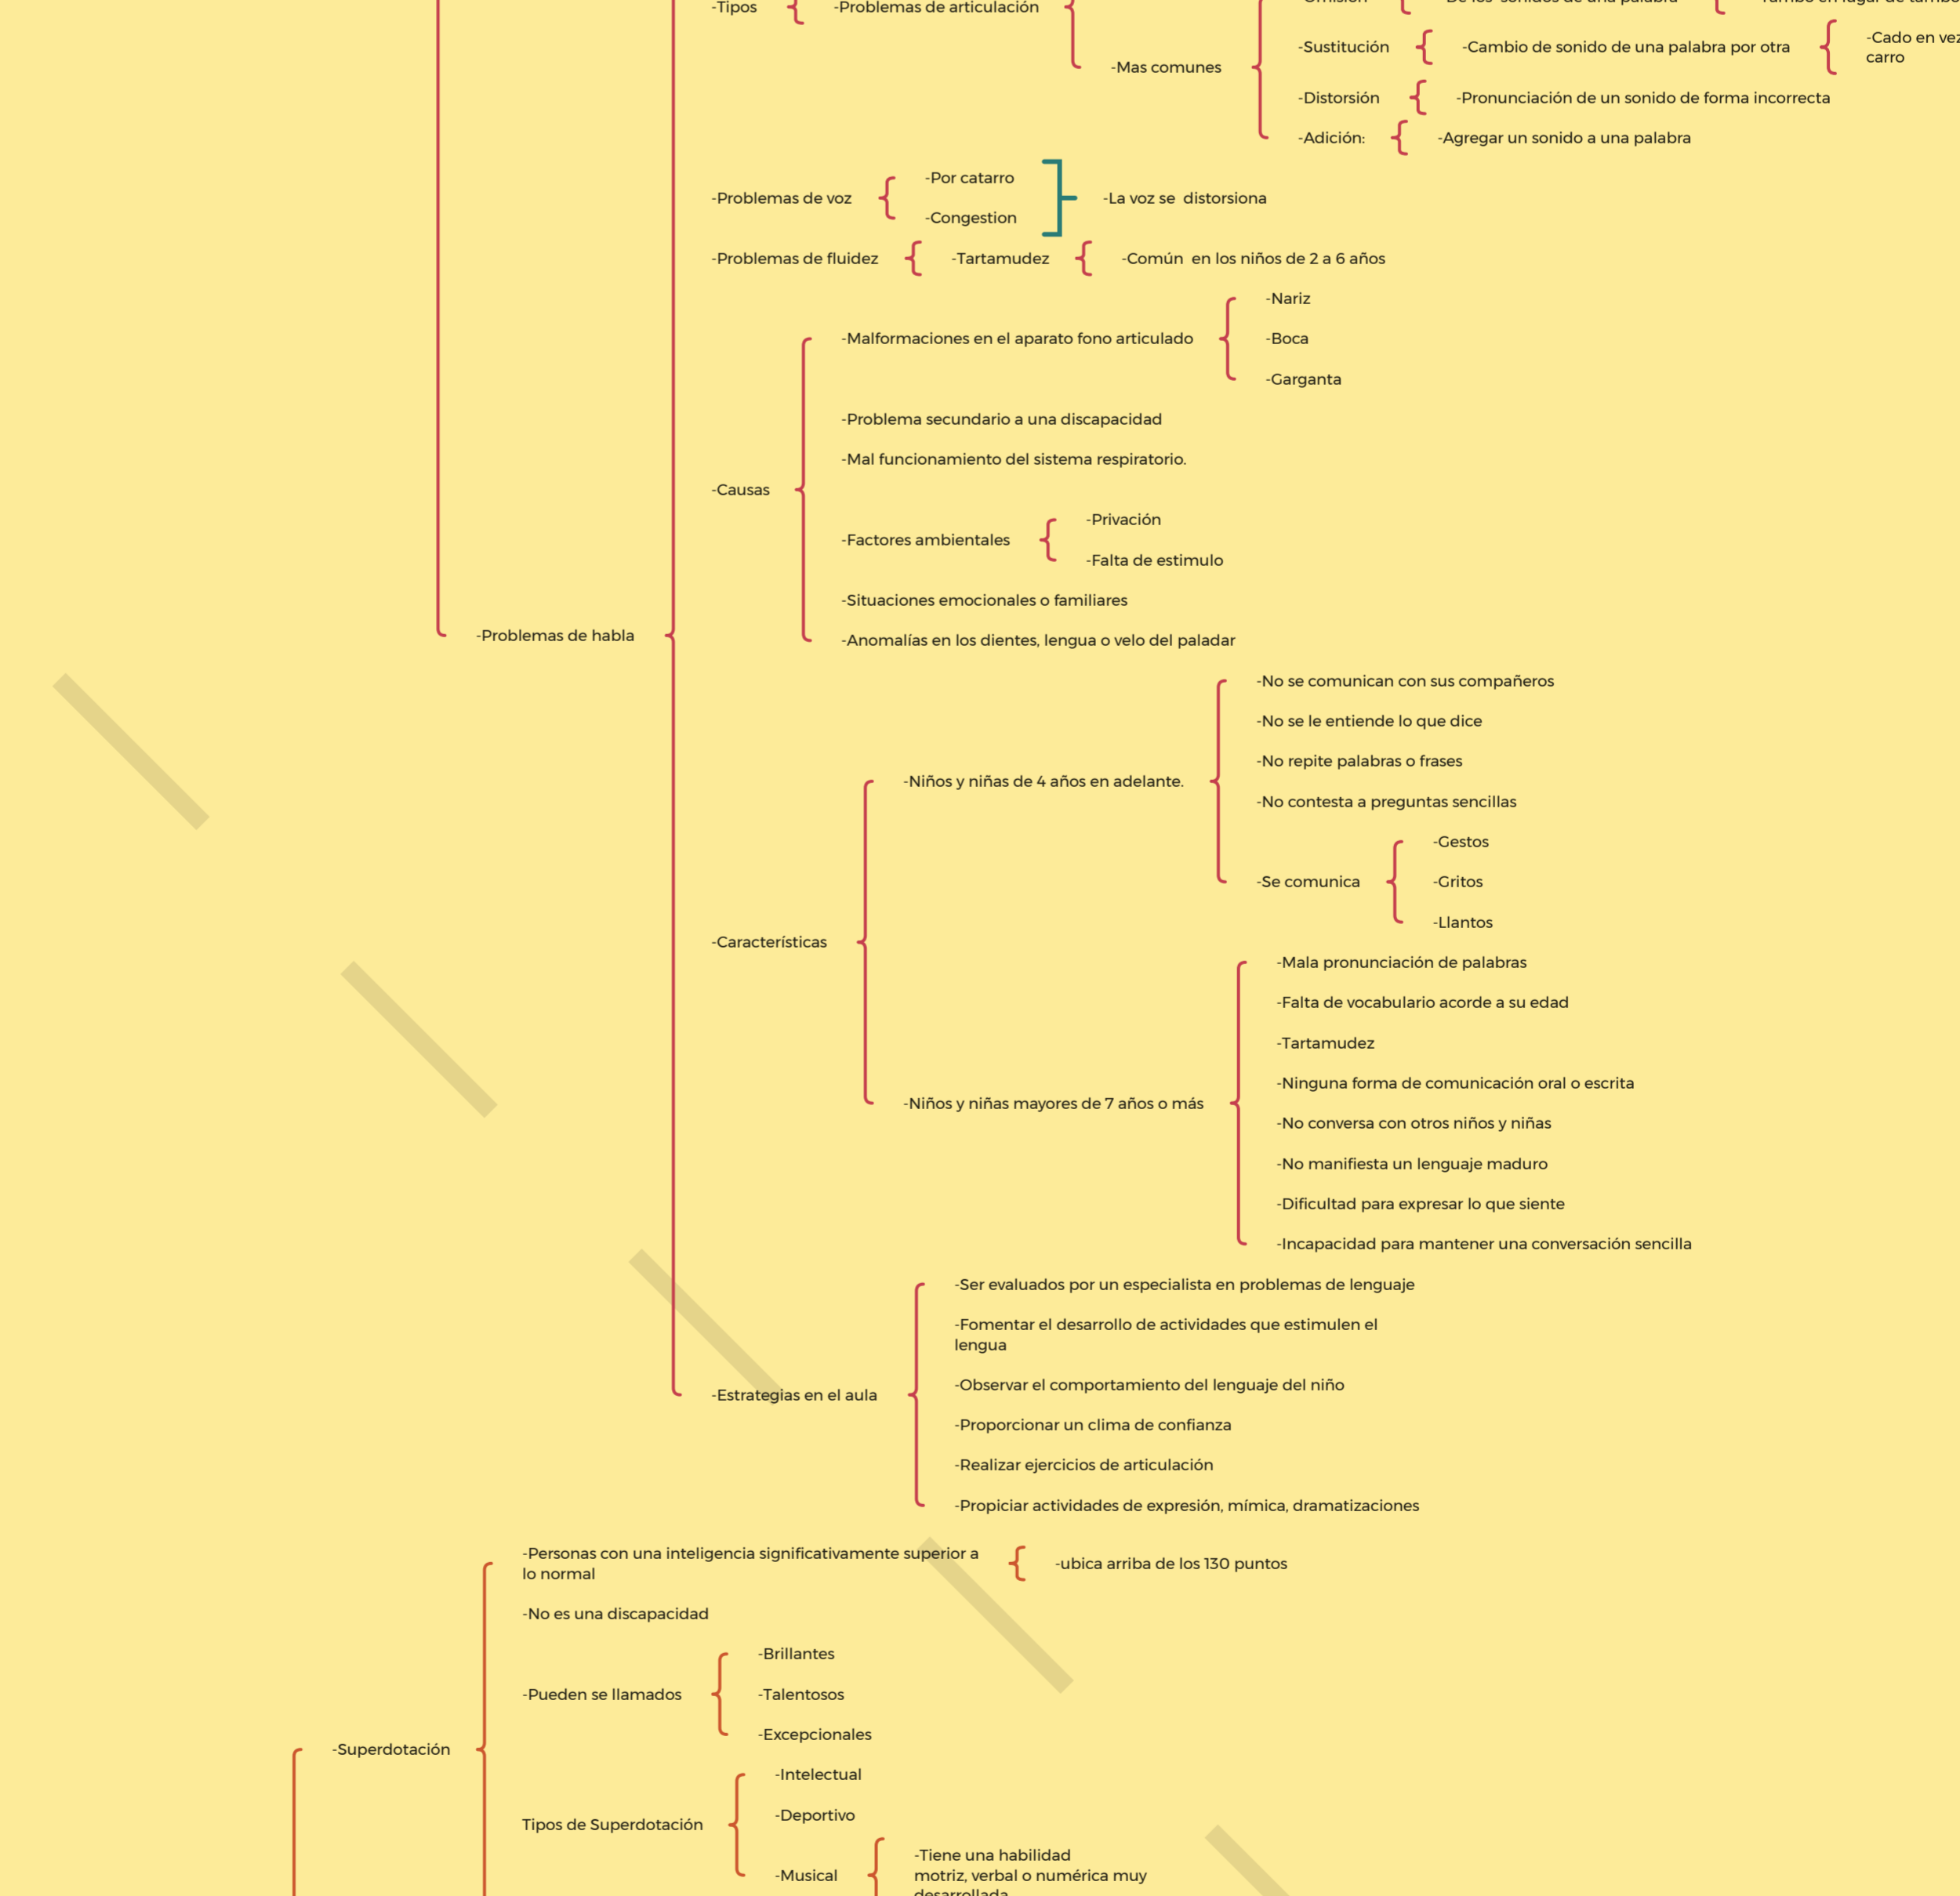 -Tipos
-Problemas de articulación
-Mas comunes
-Omisión
-De los sonidos de una palabra
-Sustitución
-Cambio de sonido de una palabra por otra
-Cado en
carro
-Distorsión
-Pronunciación de un sonido de forma incorrecta
-Adición:
-Agregar un sonido a una palabra
-Problemas de voz
-Por catarro
-Congestion
-La voz se  distorsiona
-Problemas de fluidez
-Tartamudez
-Común  en los niños de 2 a 6 años
-Problemas de habla
-Causas
-Malformaciones en el aparato fono articulado
-Nariz
-Boca
-Garganta
-Problema secundario a una discapacidad
-Mal funcionamiento del sistema respiratorio.
-Factores ambientales
-Privación
-Falta de estimulo
-Situaciones emocionales o familiares
-Anomalías en los dientes, lengua o velo del paladar
-Características
-Niños y niñas de 4 años en adelante.
-No se comunican con sus compañeros
-No se le entiende lo que dice
-No repite palabras o frases
-No contesta a preguntas sencillas
-Se comunica
-Gestos
-Gritos
-Llantos
-Niños y niñas mayores de 7 años o más
-Mala pronunciación de palabras
-Falta de vocabulario acorde a su edad
-Tartamudez
-Ninguna forma de comunicación oral o escrita
-No conversa con otros niños y niñas
-No manifiesta un lenguaje maduro
-Dificultad para expresar lo que siente
-Incapacidad para mantener una conversación sencilla
-Estrategias en el aula
-Ser evaluados por un especialista en problemas de lenguaje
-Fomentar el desarrollo de actividades que estimulen el
lengua
-Observar el comportamiento del lenguaje del niño
-Proporcionar un clima de confianza
-Realizar ejercicios de articulación
-Propiciar actividades de expresión, mímica, dramatizaciones
-Superdotación
-Personas con una inteligencia significativamente superior a
lo normal
-ubica arriba de los 130 puntos
-No es una discapacidad
-Pueden se llamados
-Brillantes
-Talentosos
-Excepcionales
Tipos de Superdotación
-Intelectual
-Deportivo
-Musical
-Tiene una habilidad
motriz, verbal o numérica muy
desarrollada